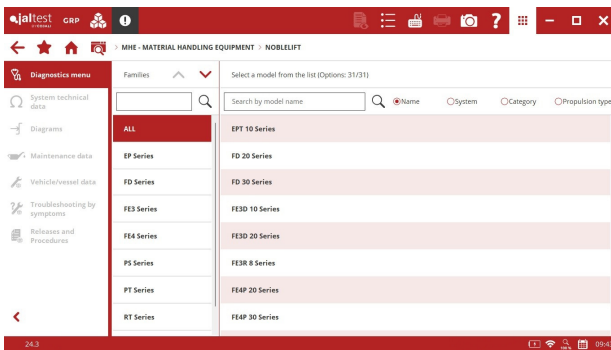 jaltest GRP
BY COJALI
?
MHE - MATERIAL HANDLING EQUIPMENT > NOBLELIFT
Diagnostics menu
System technical data
Diagrams
Maintenance data
Vehicle/vessel data
Troubleshooting by symptoms
Releases and Procedures
Families
ALL
EP Series
FD Series
FE3 Series
FE4 Series
PS Series
PT Series
RT Series
Select a model from the list (Options: 31/31)
Search by model name
Name
System
Category
Propulsion type
EPT 10 Series
FD 20 Series
FD 30 Series
FE3D 10 Series
FE3D 20 Series
FE3R 8 Series
FE4P 20 Series
FE4P 30 Series
24.3
100%